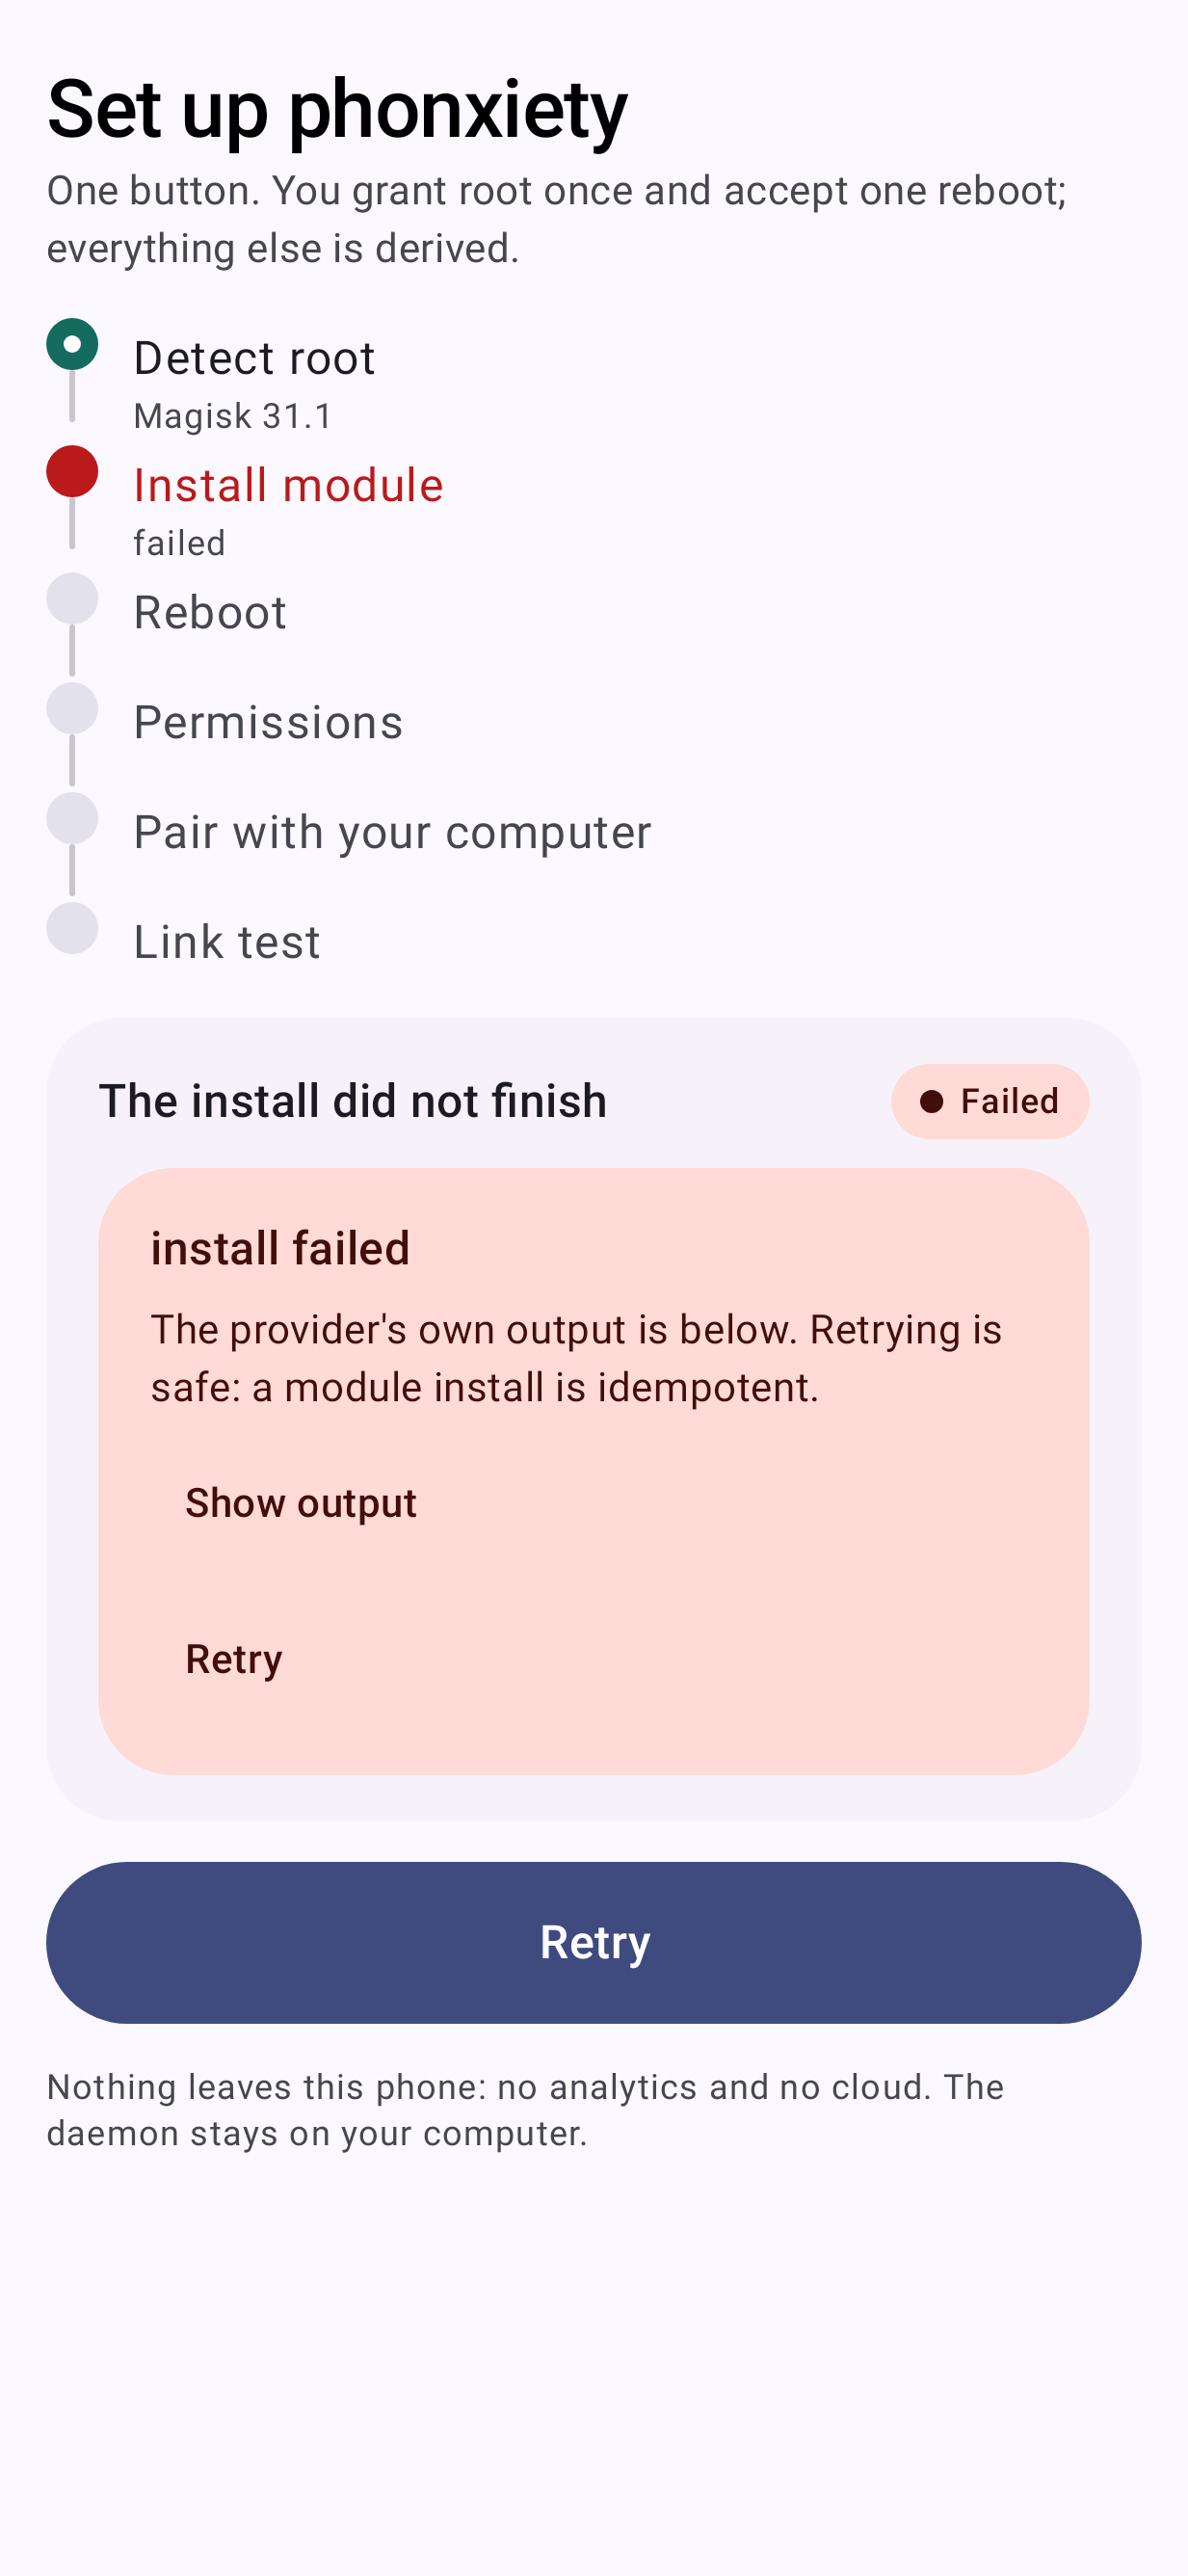 Set up phonxiety
One button. You grant root once and accept one reboot;
everything else is derived.
Detect root
Magisk 31.1
Install module
failed
Reboot
Permissions
Pair with your computer
Link test
The install did not finish
Failed
install failed
The provider's own output is below. Retrying is
safe: a module install is idempotent.
Show output
Retry
Retry
Nothing leaves this phone: no analytics and no cloud. The
daemon stays on your computer.